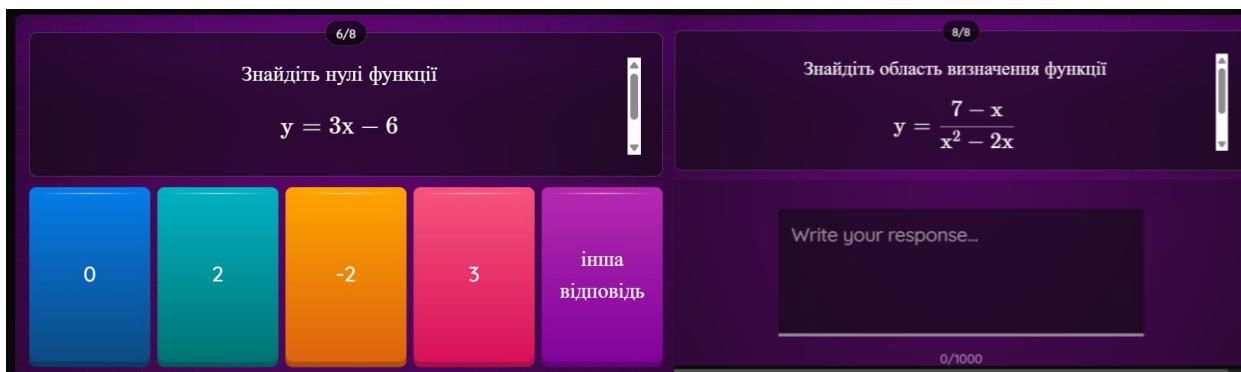 6/8
Знайдіть нулі функції
y = 3x − 6
0
2
-2
3
інша
відповідь
8/8
Знайдіть область визначення функції
y = \frac{7 − x}{x² − 2x}
Write your response...
0/1000